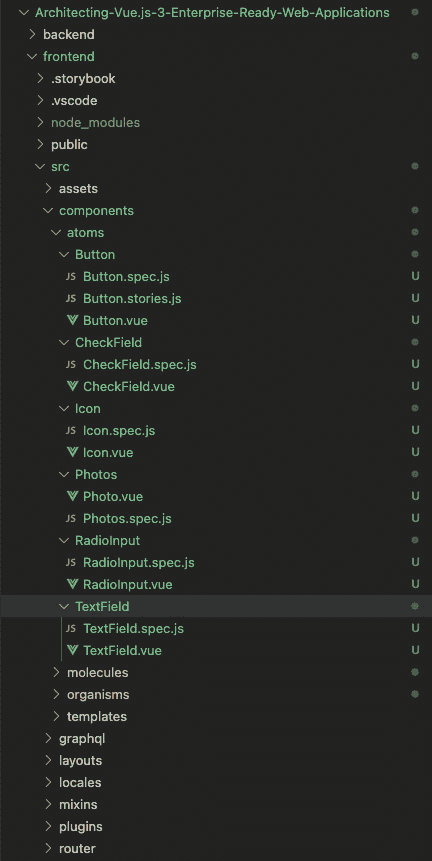 Architecting-Vue.js-3-Enterprise-Ready-Web-Applications
backend
frontend
.storybook
.vscode
node_modules
public
src
assets
components
atoms
Button
JS Button.spec.js U
JS Button.stories.js U
Button.vue U
CheckField
JS CheckField.spec.js U
CheckField.vue U
Icon
JS Icon.spec.js U
Icon.vue U
Photos
Photo.vue U
JS Photos.spec.js U
RadioInput
JS RadioInput.spec.js U
RadioInput.vue U
TextField
JS TextField.spec.js U
TextField.vue U
molecules
organisms
templates
graphql
layouts
locales
mixins
plugins
router